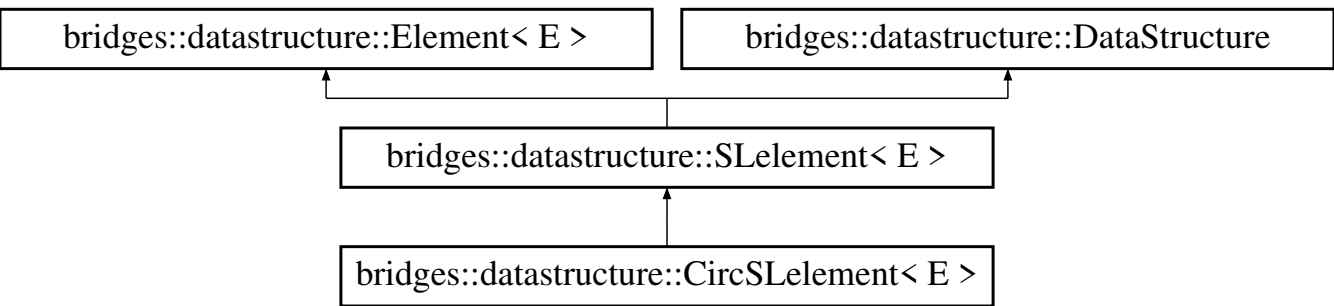 bridges::datastructure::Element< E >
bridges::datastructure::DataStructure
bridges::datastructure::SLelement< E >
bridges::datastructure::CircSLelement< E >